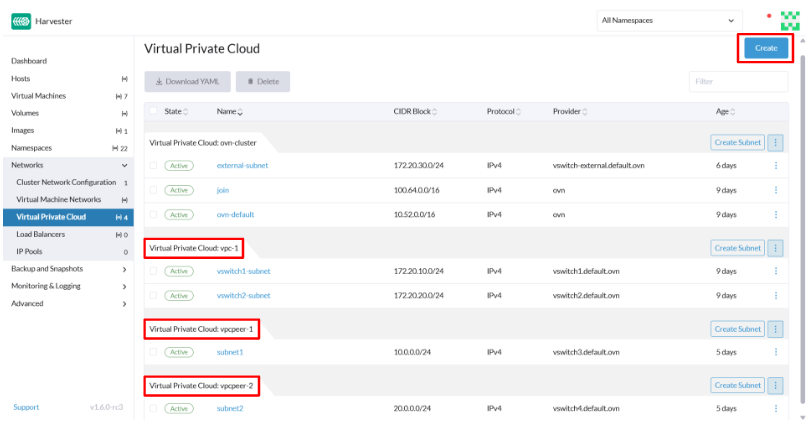 Harvester
All Namespaces
Dashboard
Hosts
Virtual Machines 7
Volumes
Images 1
Namespaces 22
Networks
Cluster Network Configuration 1
Virtual Machine Networks
Virtual Private Cloud 4
Load Balancers 0
IP Pools 0
Backup and Snapshots
Monitoring & Logging
Advanced
Support v1.6.0-rc3
Virtual Private Cloud
Create
Download YAML Delete
Filter
State Name CIDR Block Protocol Provider Age
Virtual Private Cloud: ovn-cluster Create Subnet
Active external-subnet 172.20.30.0/24 IPv4 vswitch-external.default.ovn 6 days
Active join 100.64.0.0/16 IPv4 ovn 9 days
Active ovn-default 10.52.0.0/16 IPv4 ovn 9 days
Virtual Private Cloud: vpc-1 Create Subnet
Active vswitch1-subnet 172.20.10.0/24 IPv4 vswitch1.default.ovn 9 days
Active vswitch2-subnet 172.20.20.0/24 IPv4 vswitch2.default.ovn 9 days
Virtual Private Cloud: vpcpeer-1 Create Subnet
Active subnet1 10.0.0.0/24 IPv4 vswitch3.default.ovn 5 days
Virtual Private Cloud: vpcpeer-2 Create Subnet
Active subnet2 20.0.0.0/24 IPv4 vswitch4.default.ovn 5 days